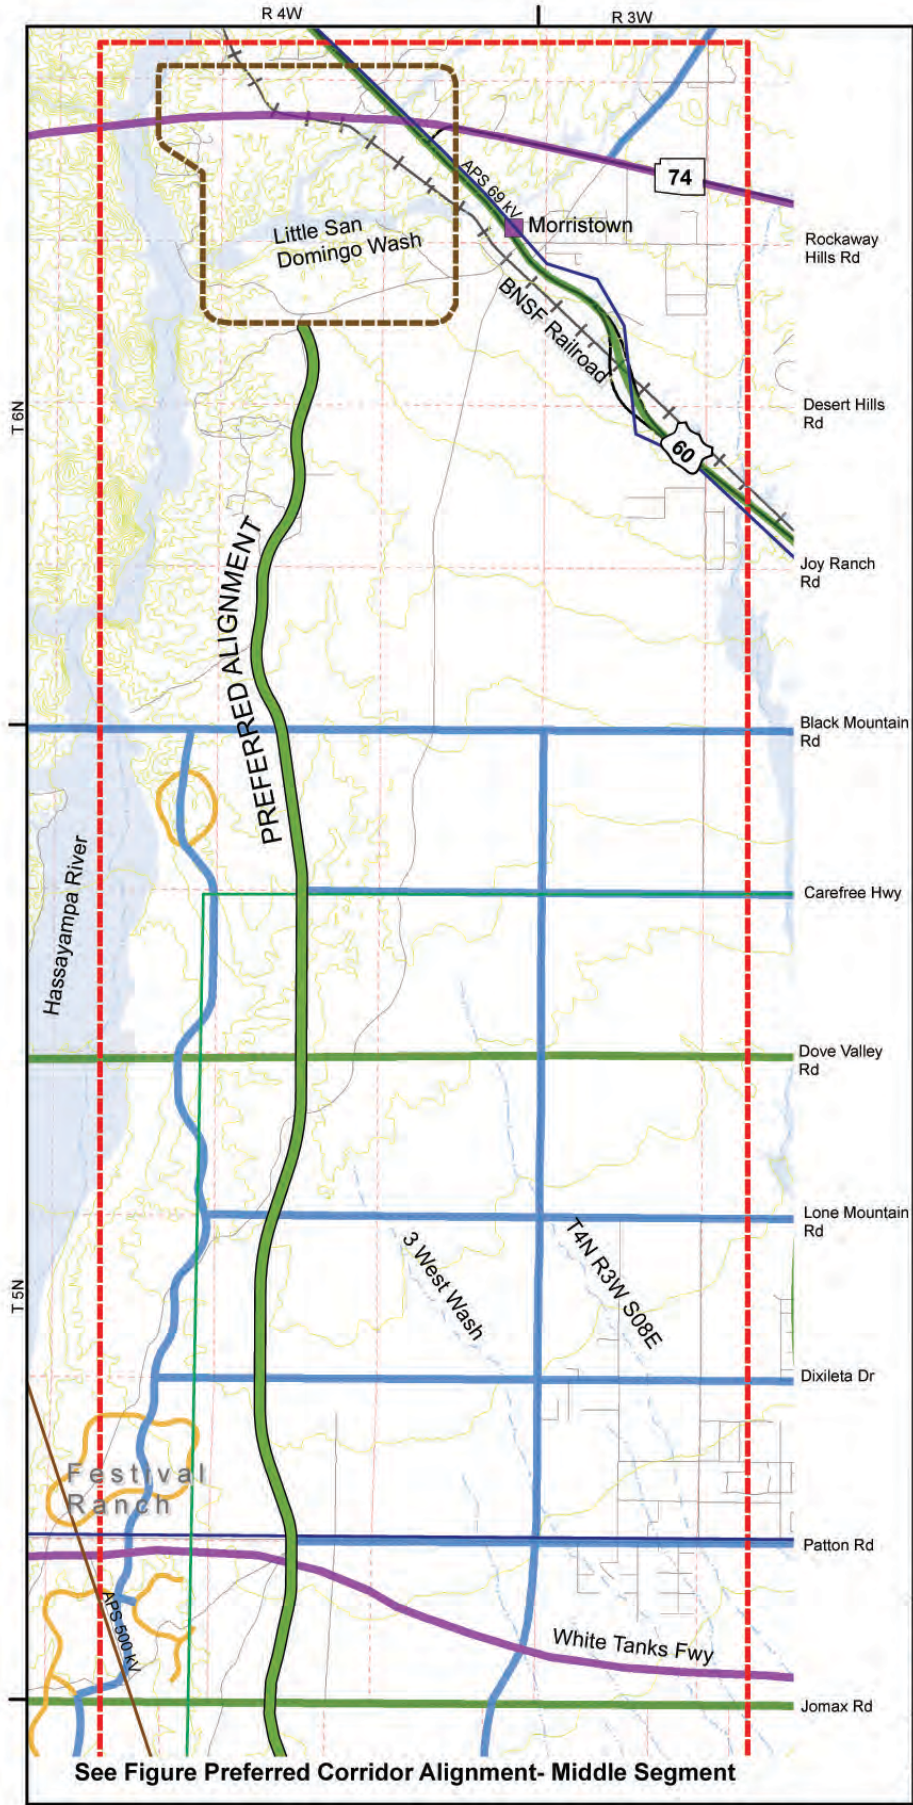 R 4W
R 3W
74
APS 69 kV
Morristown
Little San
Domingo Wash
Rockaway
Hills Rd
BNSF Railroad
T 6N
Desert Hills
Rd
60
Joy Ranch
Rd
PREFERRED ALIGNMENT
Black Mountain
Rd
Hassayampa River
Carefree Hwy
Dove Valley
Rd
Lone Mountain
Rd
3 West Wash
T4N R3W S08E
T 5N
Dixileta Dr
Festival
Ranch
Patton Rd
APS 500 kV
White Tanks Fwy
Jomax Rd
See Figure Preferred Corridor Alignment- Middle Segment